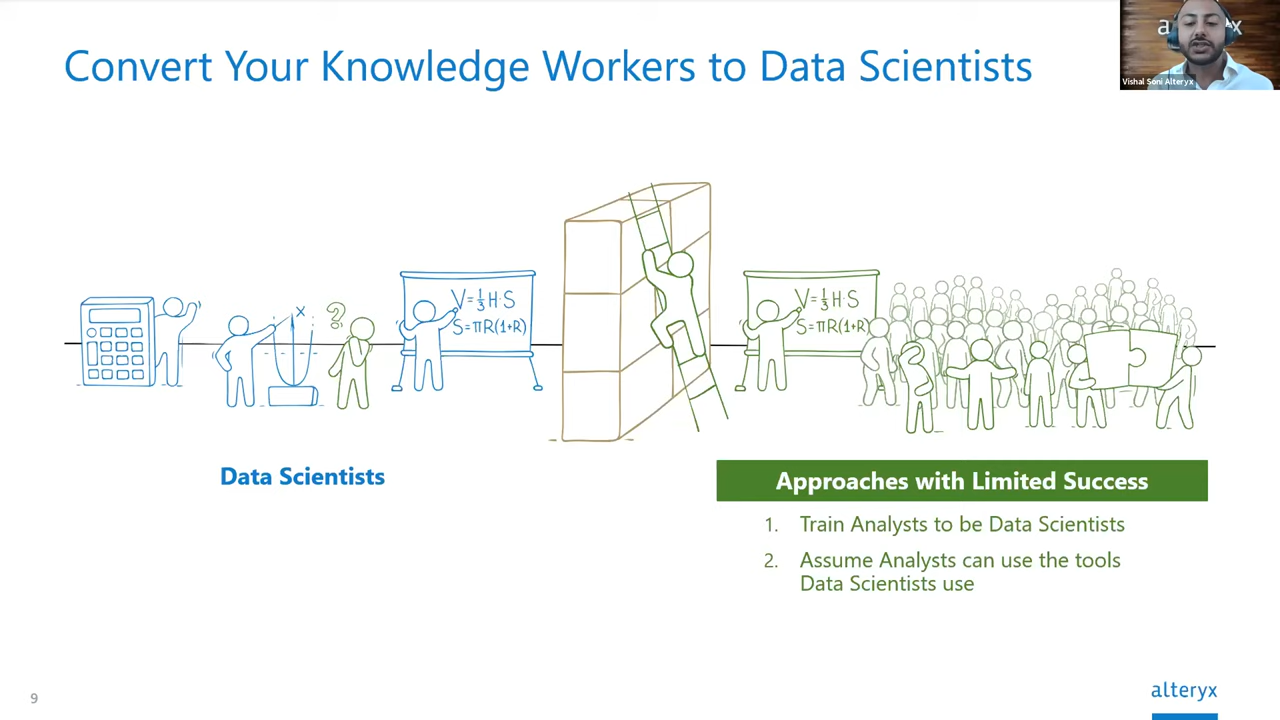 Convert Your Knowledge Workers to Data Scientists
Vishal Soni Alteryx
x
?
V=⅓H·S
S=πR(1+R)
V=⅓H·S
S=πR(1+R)
Data Scientists
Approaches with Limited Success
1. Train Analysts to be Data Scientists
2. Assume Analysts can use the tools
Data Scientists use
9
alteryx